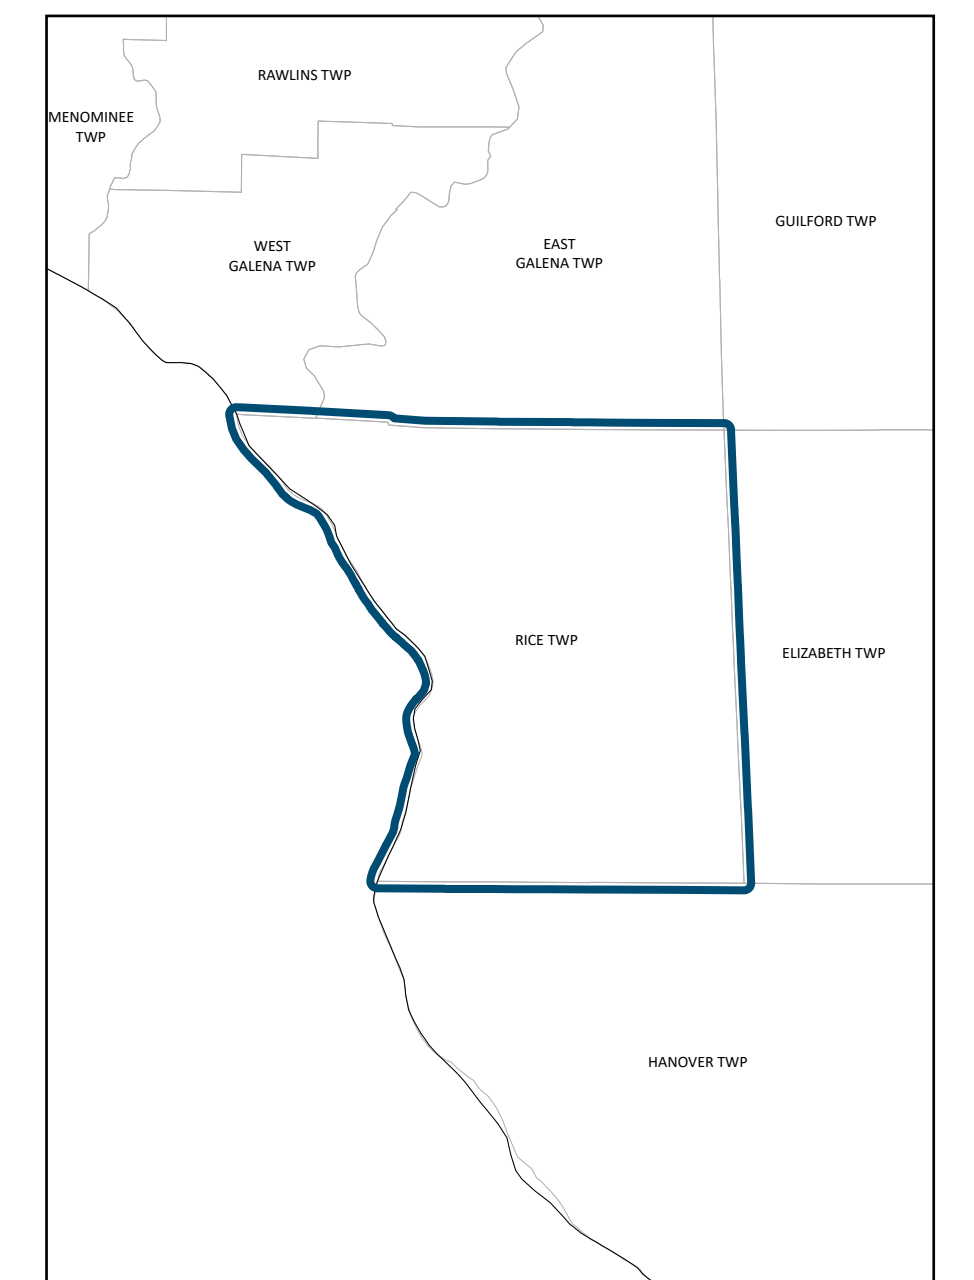 RAWLINS TWP
MENOMINEE
TWP
GUILFORD TWP
WEST
GALENA TWP
EAST
GALENA TWP
RICE TWP
ELIZABETH TWP
HANOVER TWP